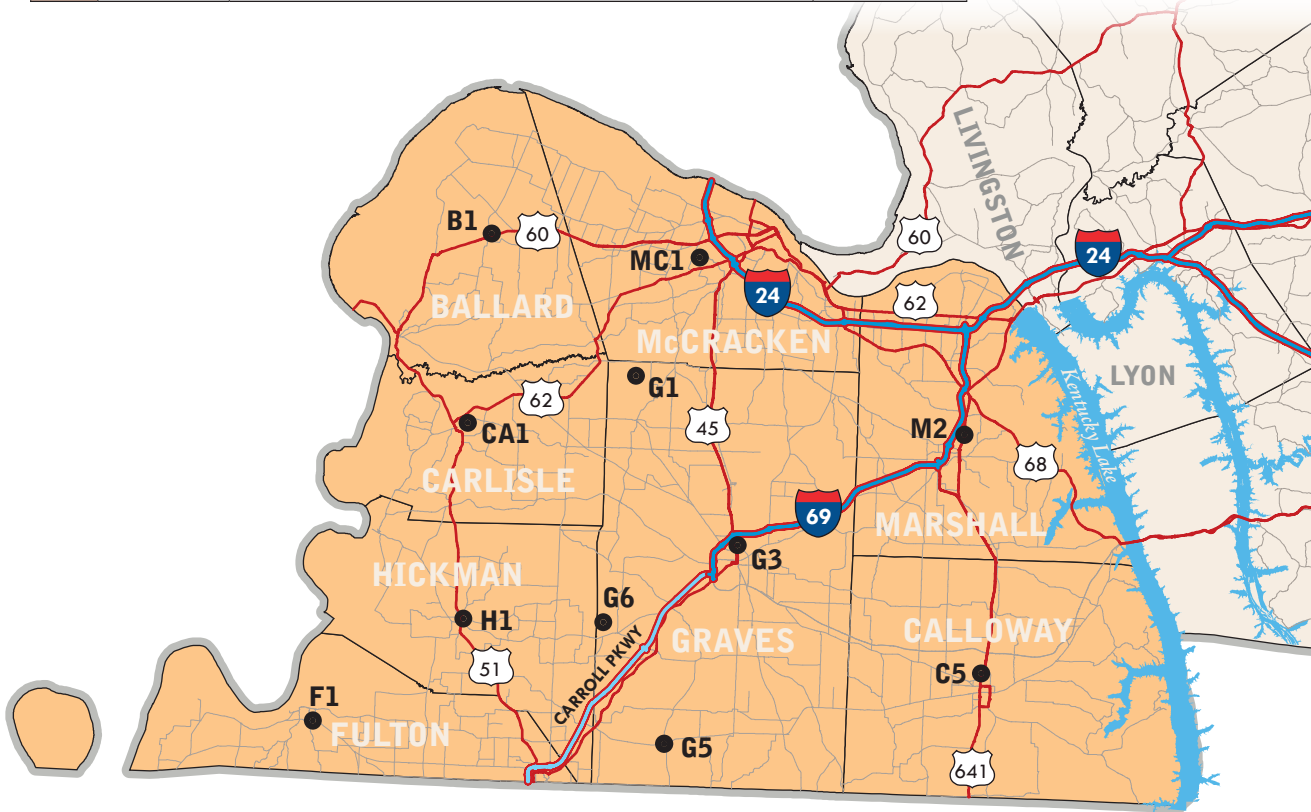 LIVINGSTON
B1
60
60
MC1
24
24
BALLARD
62
McCRACKEN
LYON
G1
62
Kentucky Lake
CA1
45
M2
68
CARLISLE
69
MARSHALL
G3
HICKMAN
G6
H1
GRAVES
CALLOWAY
51
CARROLL PKWY
C5
F1
FULTON
G5
641